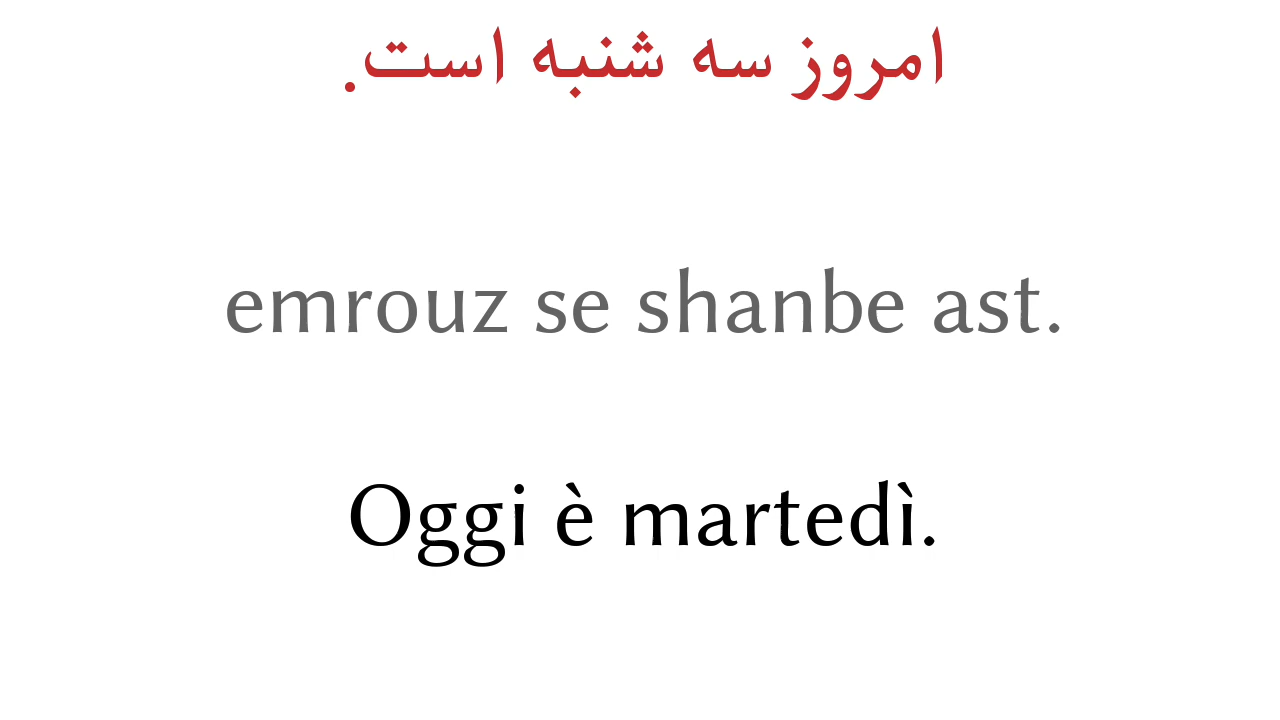 امروز سه شنبه است.
emrouz se shanbe ast.
Oggi è martedì.